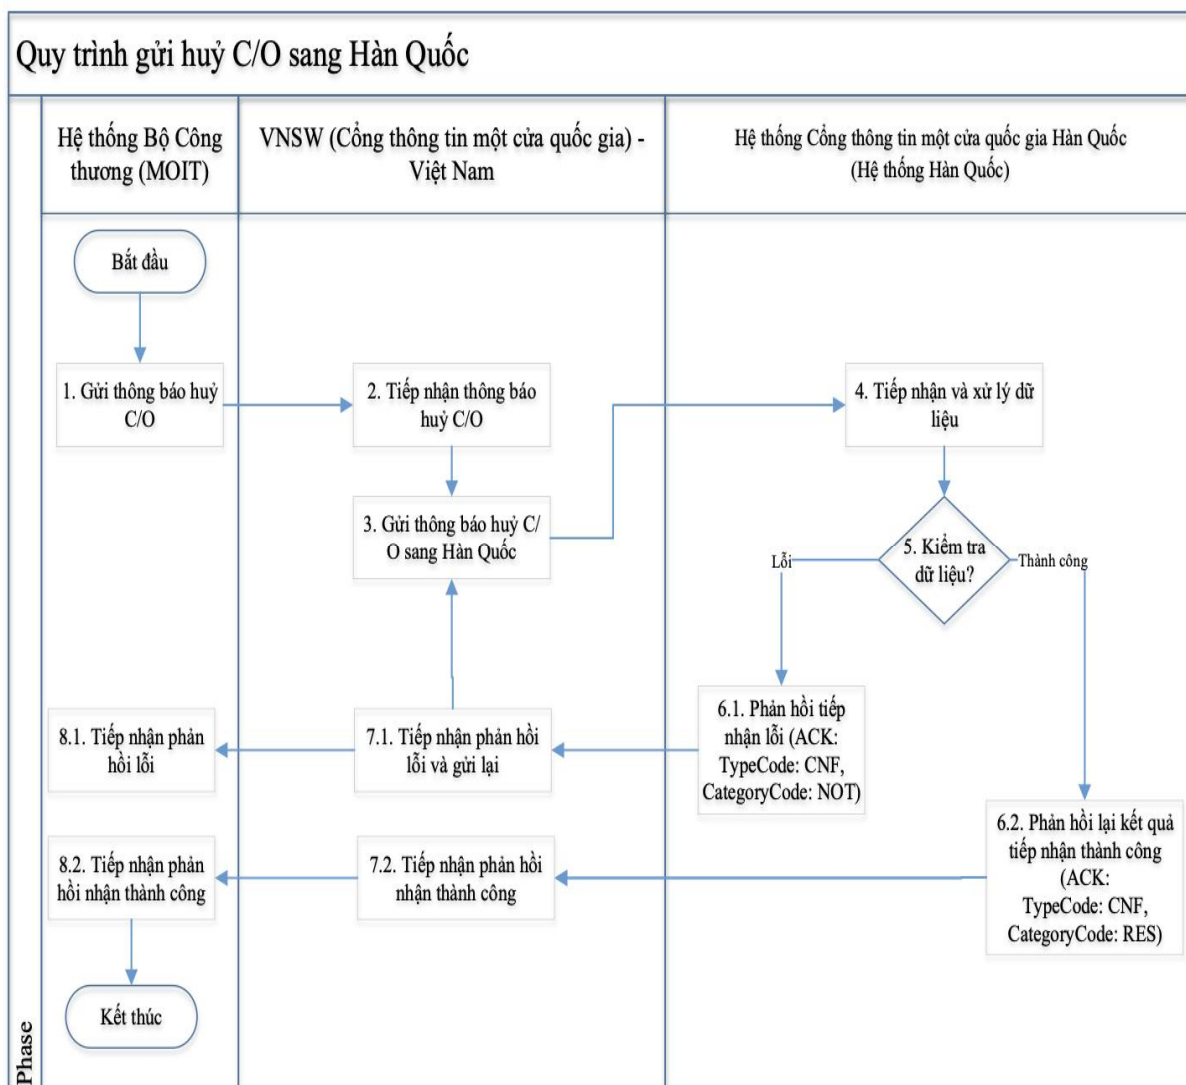 Quy trình gửi huỷ C/O sang Hàn Quốc
Hệ thống Bộ Công
thương (MOIT)
VNSW (Cổng thông tin một cửa quốc gia) -
Việt Nam
Hệ thống Cổng thông tin một cửa quốc gia Hàn Quốc
(Hệ thống Hàn Quốc)
Bắt đầu
1. Gửi thông báo huỷ
C/O
2. Tiếp nhận thông báo
huỷ C/O
4. Tiếp nhận và xử lý dữ
liệu
3. Gửi thông báo huỷ C/
O sang Hàn Quốc
5. Kiểm tra
dữ liệu?
Lỗi
Thành công
6.1. Phản hồi tiếp
nhận lỗi (ACK:
TypeCode: CNF,
CategoryCode: NOT)
7.1. Tiếp nhận phản hồi
lỗi và gửi lại
8.1. Tiếp nhận phản
hồi lỗi
6.2. Phản hồi lại kết quả
tiếp nhận thành công
(ACK:
TypeCode: CNF,
CategoryCode: RES)
7.2. Tiếp nhận phản hồi
nhận thành công
8.2. Tiếp nhận phản
hồi nhận thành công
Kết thúc
Phase